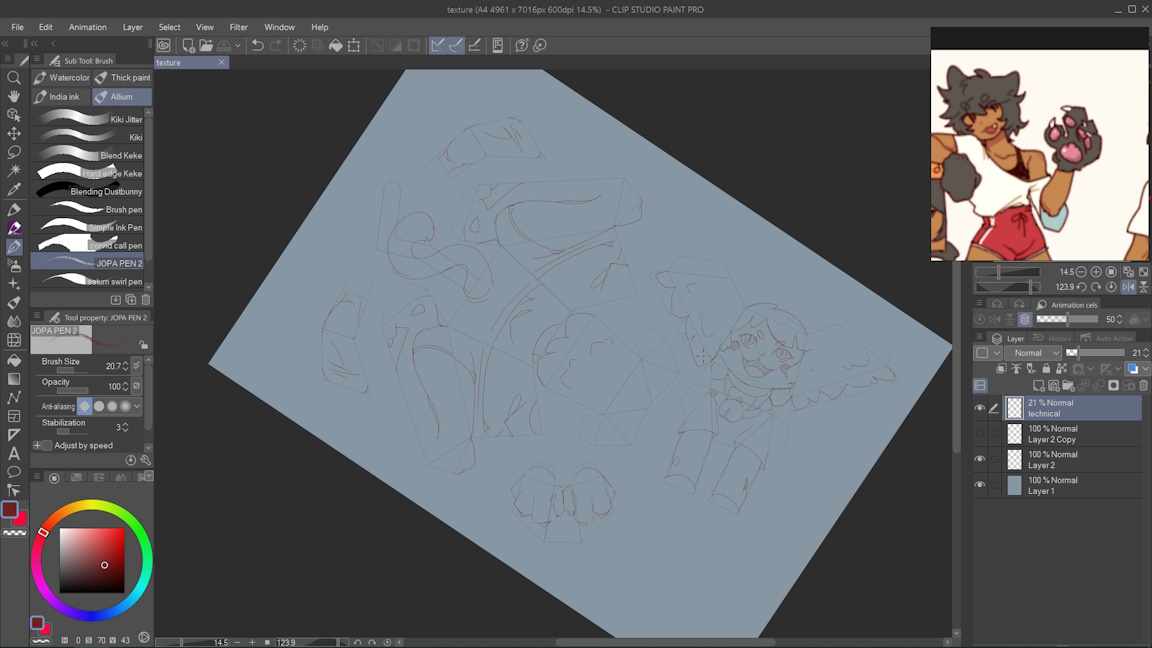 texture (A4 4961 x 7016px 600dpi 14.5%) - CLIP STUDIO PAINT PRO
File Edit Animation Layer Select View Filter Window Help
Sub Tool: Brush
texture
Watercolor Thick paint
India ink Allium
Kiki Jitter
Kiki
Blend Keke
Hard edge Keke
Blending Dustbunny
Brush pen
Simple Ink Pen
corvid call pen
JOPA PEN 2
saturn swirl pen
Tool property: JOPA PEN 2
JOPA PEN 2
Brush Size 20.7
Opacity 100
Anti-aliasing
Stabilization
3
Adjust by speed
H 0 S 70 V 43
14.5
123.9
14.5
123.9
Animation cels
50
Layer History Auto Action
Normal 21
21 % Normal
technical
100 % Normal
Layer 2 Copy
100 % Normal
Layer 2
100 % Normal
Layer 1